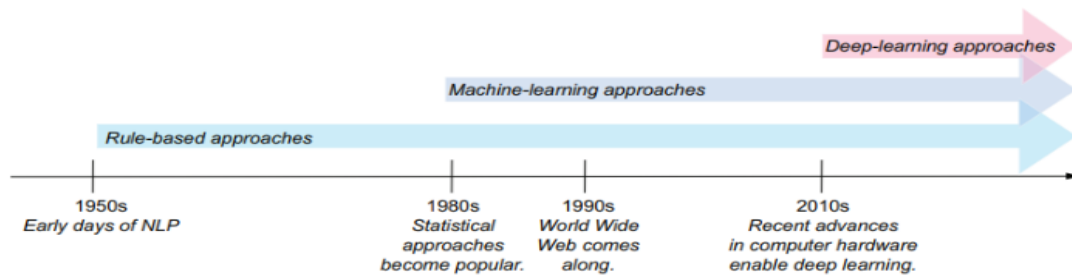 Deep-learning approaches
Machine-learning approaches
Rule-based approaches
1950s
Early days of NLP
1980s
Statistical
approaches
become popular.
1990s
World Wide
Web comes
along.
2010s
Recent advances
in computer hardware
enable deep learning.